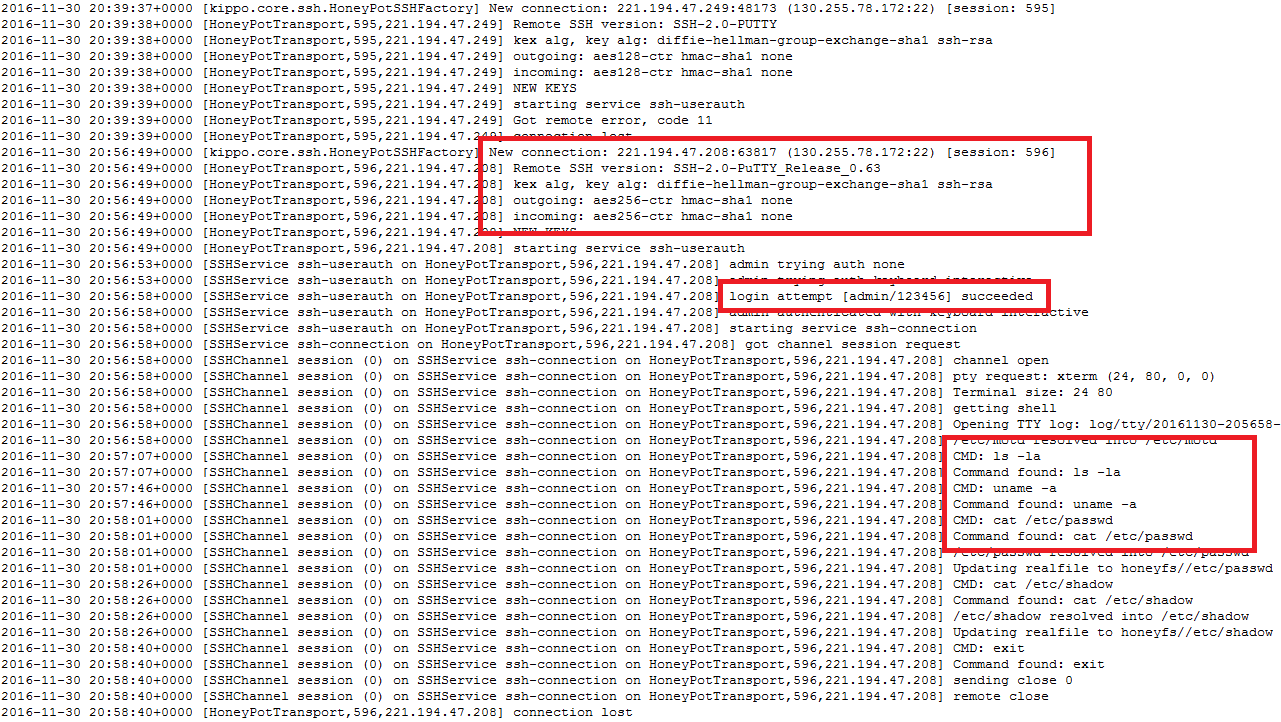 2016-11-30 20:39:37+0000 [kippo.core.ssh.HoneyPotSSHFactory] New connection: 221.194.47.249:48173 (130.255.78.172:22) [session: 595]
2016-11-30 20:39:38+0000 [HoneyPotTransport,595,221.194.47.249] Remote SSH version: SSH-2.0-PUTTY
2016-11-30 20:39:38+0000 [HoneyPotTransport,595,221.194.47.249] kex alg, key alg: diffie-hellman-group-exchange-sha1 ssh-rsa
2016-11-30 20:39:38+0000 [HoneyPotTransport,595,221.194.47.249] outgoing: aes128-ctr hmac-sha1 none
2016-11-30 20:39:38+0000 [HoneyPotTransport,595,221.194.47.249] incoming: aes128-ctr hmac-sha1 none
2016-11-30 20:39:38+0000 [HoneyPotTransport,595,221.194.47.249] NEW KEYS
2016-11-30 20:39:39+0000 [HoneyPotTransport,595,221.194.47.249] starting service ssh-userauth
2016-11-30 20:39:39+0000 [HoneyPotTransport,595,221.194.47.249] Got remote error, code 11
2016-11-30 20:39:39+0000 [HoneyPotTransport,595,221.194.47.249] connection lost
2016-11-30 20:56:49+0000 [kippo.core.ssh.HoneyPotSSHFactory] New connection: 221.194.47.208:63817 (130.255.78.172:22) [session: 596]
2016-11-30 20:56:49+0000 [HoneyPotTransport,596,221.194.47.208] Remote SSH version: SSH-2.0-PuTTY_Release_0.63
2016-11-30 20:56:49+0000 [HoneyPotTransport,596,221.194.47.208] kex alg, key alg: diffie-hellman-group-exchange-sha1 ssh-rsa
2016-11-30 20:56:49+0000 [HoneyPotTransport,596,221.194.47.208] outgoing: aes256-ctr hmac-sha1 none
2016-11-30 20:56:49+0000 [HoneyPotTransport,596,221.194.47.208] incoming: aes256-ctr hmac-sha1 none
2016-11-30 20:56:49+0000 [HoneyPotTransport,596,221.194.47.208] NEW KEYS
2016-11-30 20:56:49+0000 [HoneyPotTransport,596,221.194.47.208] starting service ssh-userauth
2016-11-30 20:56:53+0000 [SSHService ssh-userauth on HoneyPotTransport,596,221.194.47.208] admin trying auth none
2016-11-30 20:56:53+0000 [SSHService ssh-userauth on HoneyPotTransport,596,221.194.47.208] admin trying auth keyboard-interactive
2016-11-30 20:56:58+0000 [SSHService ssh-userauth on HoneyPotTransport,596,221.194.47.208] login attempt [admin/123456] succeeded
2016-11-30 20:56:58+0000 [SSHService ssh-userauth on HoneyPotTransport,596,221.194.47.208] admin authenticated with keyboard-interactive
2016-11-30 20:56:58+0000 [SSHService ssh-userauth on HoneyPotTransport,596,221.194.47.208] starting service ssh-connection
2016-11-30 20:56:58+0000 [SSHService ssh-connection on HoneyPotTransport,596,221.194.47.208] got channel session request
2016-11-30 20:56:58+0000 [SSHChannel session (0) on SSHService ssh-connection on HoneyPotTransport,596,221.194.47.208] channel open
2016-11-30 20:56:58+0000 [SSHChannel session (0) on SSHService ssh-connection on HoneyPotTransport,596,221.194.47.208] pty request: xterm (24, 80, 0, 0)
2016-11-30 20:56:58+0000 [SSHChannel session (0) on SSHService ssh-connection on HoneyPotTransport,596,221.194.47.208] Terminal size: 24 80
2016-11-30 20:56:58+0000 [SSHChannel session (0) on SSHService ssh-connection on HoneyPotTransport,596,221.194.47.208] getting shell
2016-11-30 20:56:58+0000 [SSHChannel session (0) on SSHService ssh-connection on HoneyPotTransport,596,221.194.47.208] Opening TTY log: log/tty/20161130-205658-
2016-11-30 20:56:58+0000 [SSHChannel session (0) on SSHService ssh-connection on HoneyPotTransport,596,221.194.47.208] /etc/motd resolved into /etc/motd
2016-11-30 20:57:07+0000 [SSHChannel session (0) on SSHService ssh-connection on HoneyPotTransport,596,221.194.47.208] CMD: ls -la
2016-11-30 20:57:07+0000 [SSHChannel session (0) on SSHService ssh-connection on HoneyPotTransport,596,221.194.47.208] Command found: ls -la
2016-11-30 20:57:46+0000 [SSHChannel session (0) on SSHService ssh-connection on HoneyPotTransport,596,221.194.47.208] CMD: uname -a
2016-11-30 20:57:46+0000 [SSHChannel session (0) on SSHService ssh-connection on HoneyPotTransport,596,221.194.47.208] Command found: uname -a
2016-11-30 20:58:01+0000 [SSHChannel session (0) on SSHService ssh-connection on HoneyPotTransport,596,221.194.47.208] CMD: cat /etc/passwd
2016-11-30 20:58:01+0000 [SSHChannel session (0) on SSHService ssh-connection on HoneyPotTransport,596,221.194.47.208] Command found: cat /etc/passwd
2016-11-30 20:58:01+0000 [SSHChannel session (0) on SSHService ssh-connection on HoneyPotTransport,596,221.194.47.208] /etc/passwd resolved into /etc/passwd
2016-11-30 20:58:01+0000 [SSHChannel session (0) on SSHService ssh-connection on HoneyPotTransport,596,221.194.47.208] Updating realfile to honeyfs//etc/passwd
2016-11-30 20:58:26+0000 [SSHChannel session (0) on SSHService ssh-connection on HoneyPotTransport,596,221.194.47.208] CMD: cat /etc/shadow
2016-11-30 20:58:26+0000 [SSHChannel session (0) on SSHService ssh-connection on HoneyPotTransport,596,221.194.47.208] Command found: cat /etc/shadow
2016-11-30 20:58:26+0000 [SSHChannel session (0) on SSHService ssh-connection on HoneyPotTransport,596,221.194.47.208] /etc/shadow resolved into /etc/shadow
2016-11-30 20:58:26+0000 [SSHChannel session (0) on SSHService ssh-connection on HoneyPotTransport,596,221.194.47.208] Updating realfile to honeyfs//etc/shadow
2016-11-30 20:58:40+0000 [SSHChannel session (0) on SSHService ssh-connection on HoneyPotTransport,596,221.194.47.208] CMD: exit
2016-11-30 20:58:40+0000 [SSHChannel session (0) on SSHService ssh-connection on HoneyPotTransport,596,221.194.47.208] Command found: exit
2016-11-30 20:58:40+0000 [SSHChannel session (0) on SSHService ssh-connection on HoneyPotTransport,596,221.194.47.208] sending close 0
2016-11-30 20:58:40+0000 [SSHChannel session (0) on SSHService ssh-connection on HoneyPotTransport,596,221.194.47.208] remote close
2016-11-30 20:58:40+0000 [HoneyPotTransport,596,221.194.47.208] connection lost